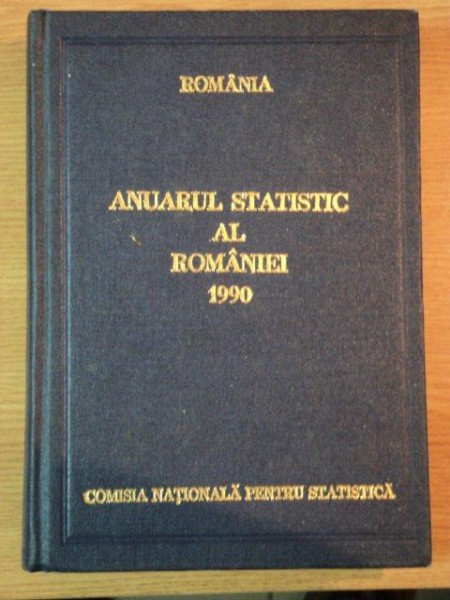 ROMÂNIA
ANUARUL STATISTIC
AL
ROMÂNIEI
1990
COMISIA NAȚIONALĂ PENTRU STATISTICĂ